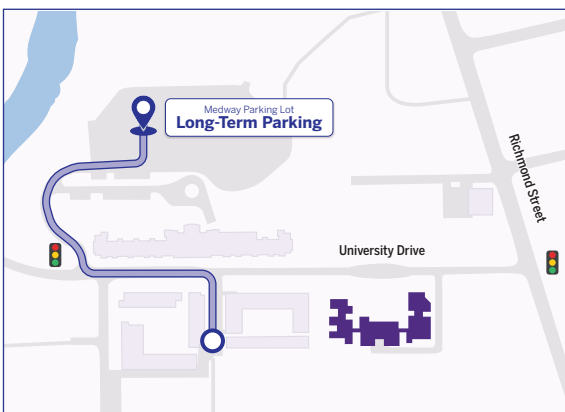 Medway Parking Lot
Long-Term Parking
Richmond Street
University Drive